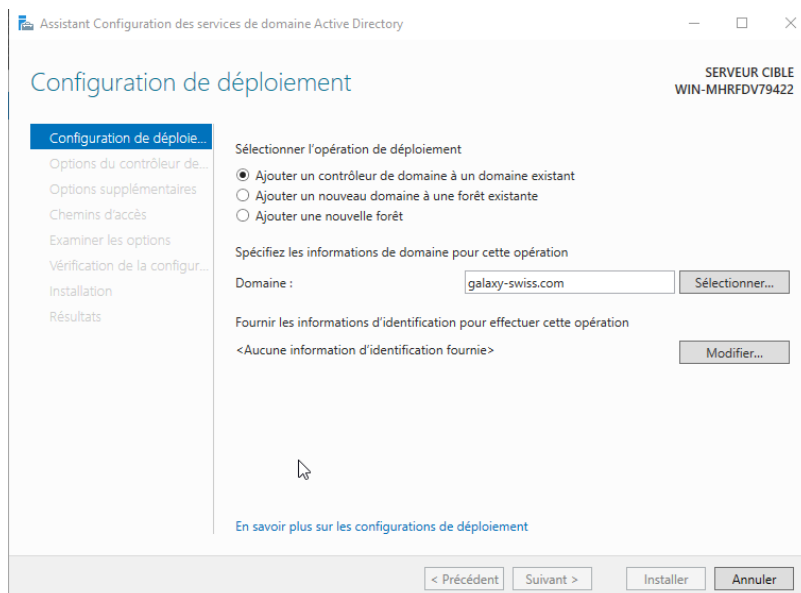 Assistant Configuration des services de domaine Active Directory
Configuration de déploiement
SERVEUR CIBLE
WIN-MHRFDV79422
Configuration de déploie...
Options du contrôleur de...
Options supplémentaires
Chemins d'accès
Examiner les options
Vérification de la configur...
Installation
Résultats
Sélectionner l'opération de déploiement
Ajouter un contrôleur de domaine à un domaine existant
Ajouter un nouveau domaine à une forêt existante
Ajouter une nouvelle forêt
Spécifiez les informations de domaine pour cette opération
Domaine : galaxy-swiss.com Sélectionner...
Fournir les informations d'identification pour effectuer cette opération
<Aucune information d'identification fournie> Modifier...
En savoir plus sur les configurations de déploiement
< Précédent Suivant > Installer Annuler